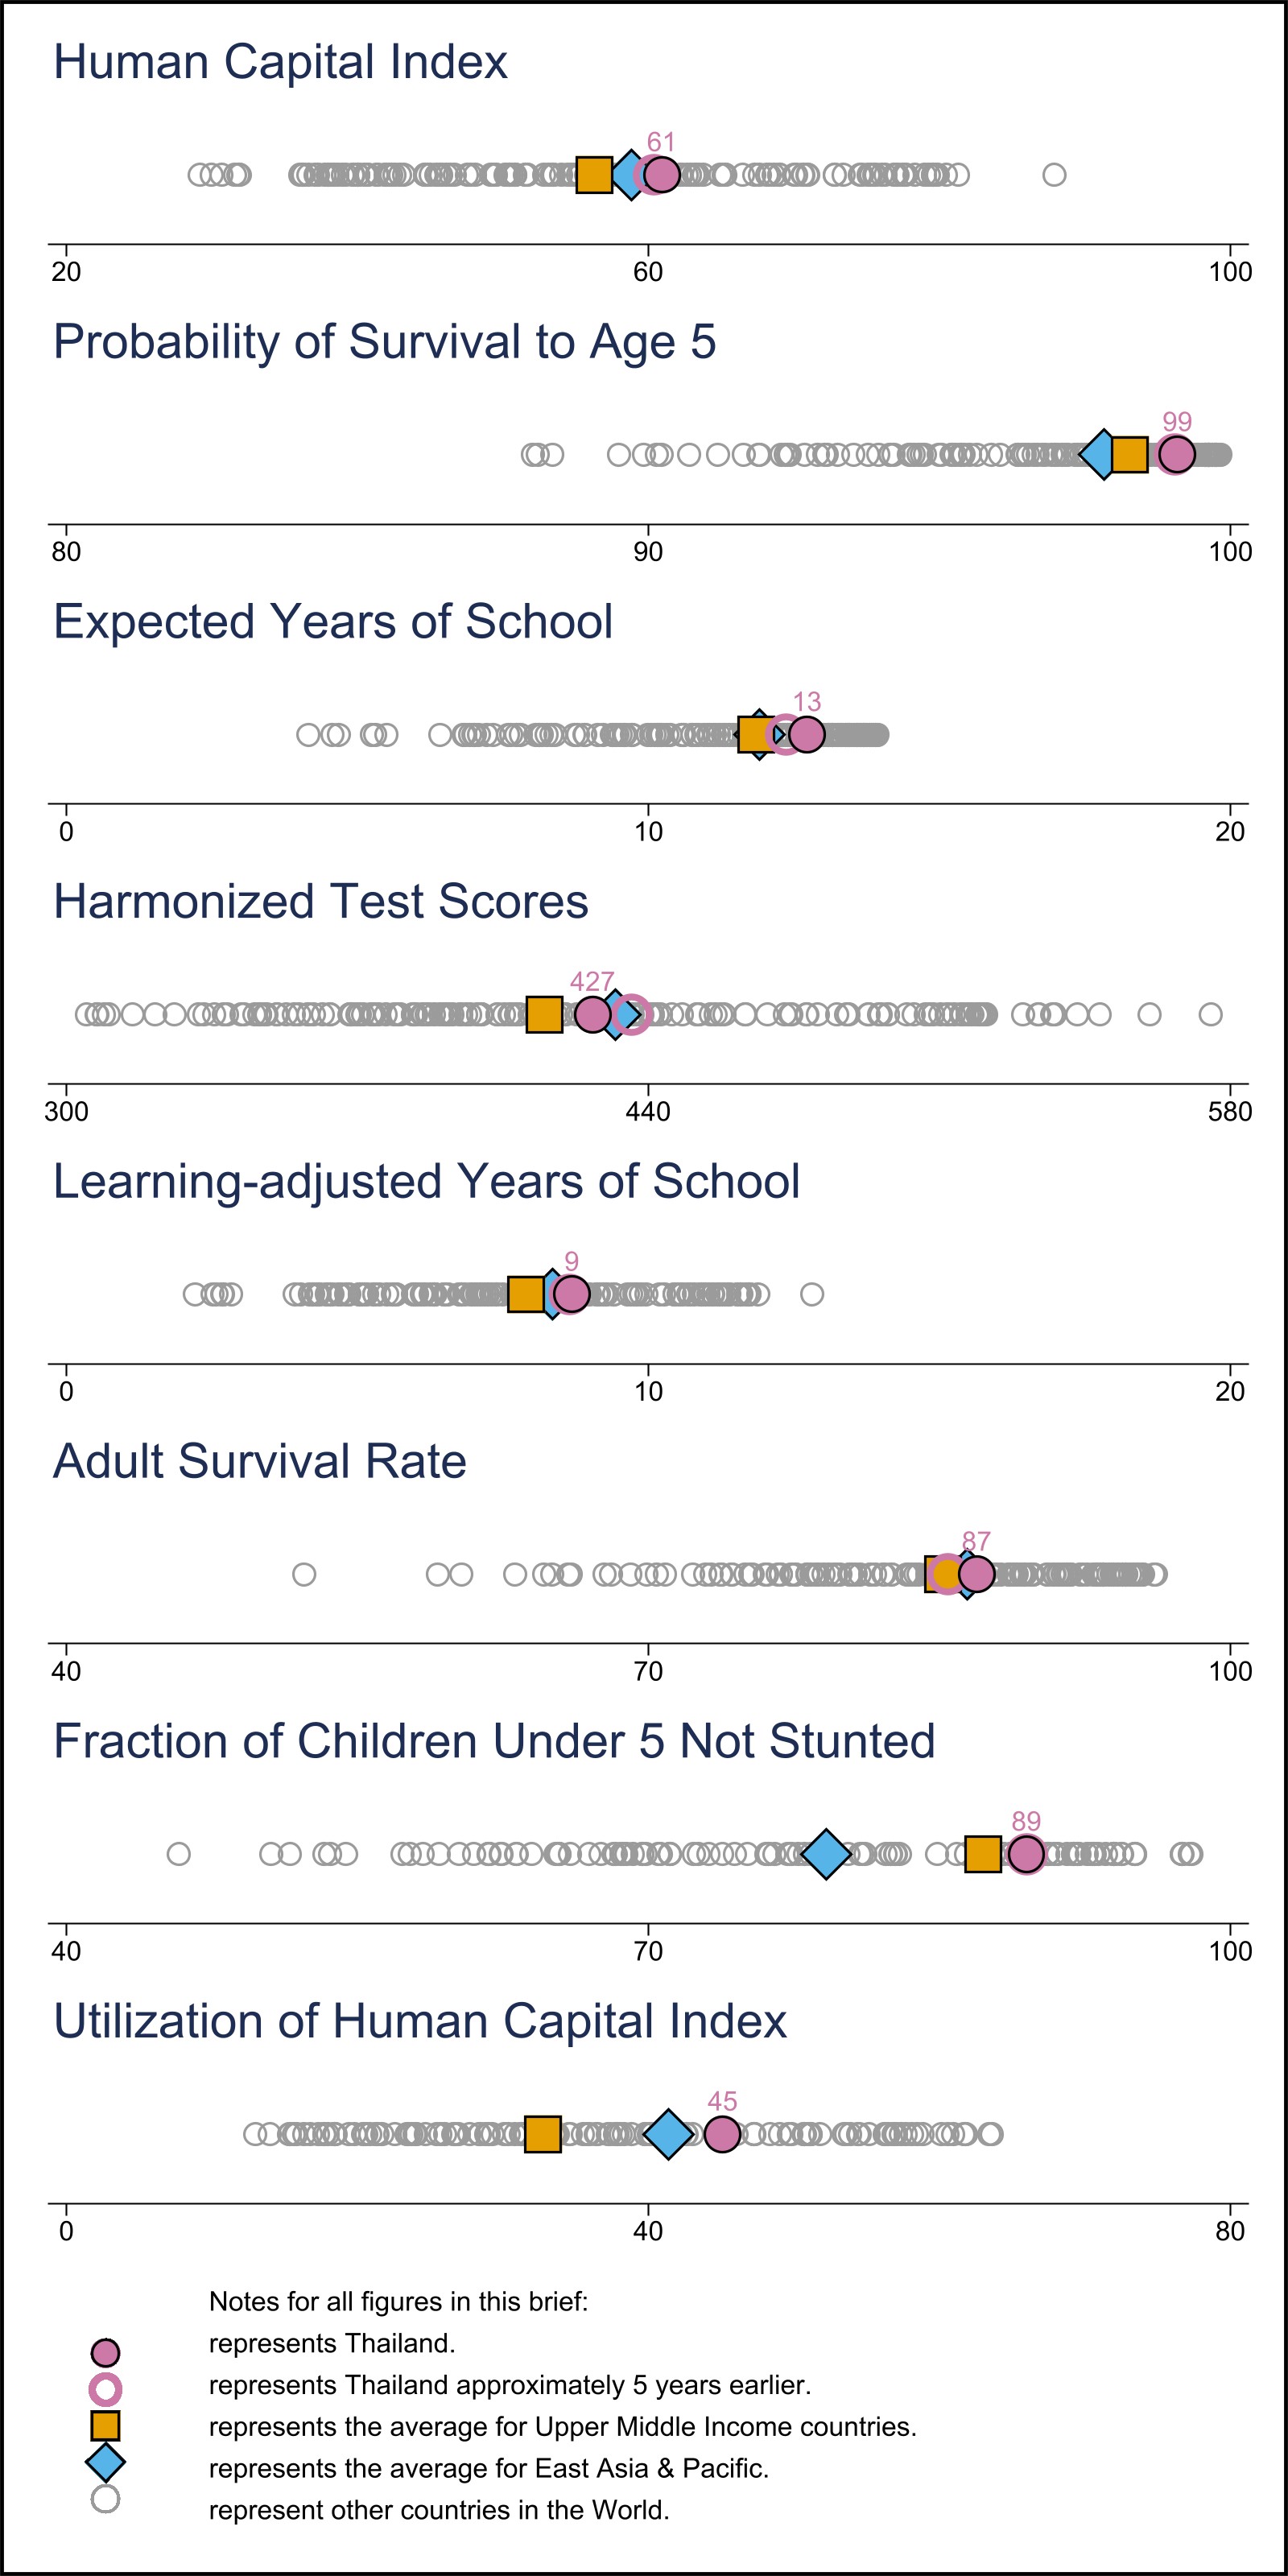 Human Capital Index
61
20 60 100
Probability of Survival to Age 5
99
80 90 100
Expected Years of School
13
0 10 20
Harmonized Test Scores
427
300 440 580
Learning-adjusted Years of School
9
0 10 20
Adult Survival Rate
87
40 70 100
Fraction of Children Under 5 Not Stunted
89
40 70 100
Utilization of Human Capital Index
45
0 40 80
Notes for all figures in this brief:
represents Thailand.
represents Thailand approximately 5 years earlier.
represents the average for Upper Middle Income countries.
represents the average for East Asia & Pacific.
represent other countries in the World.